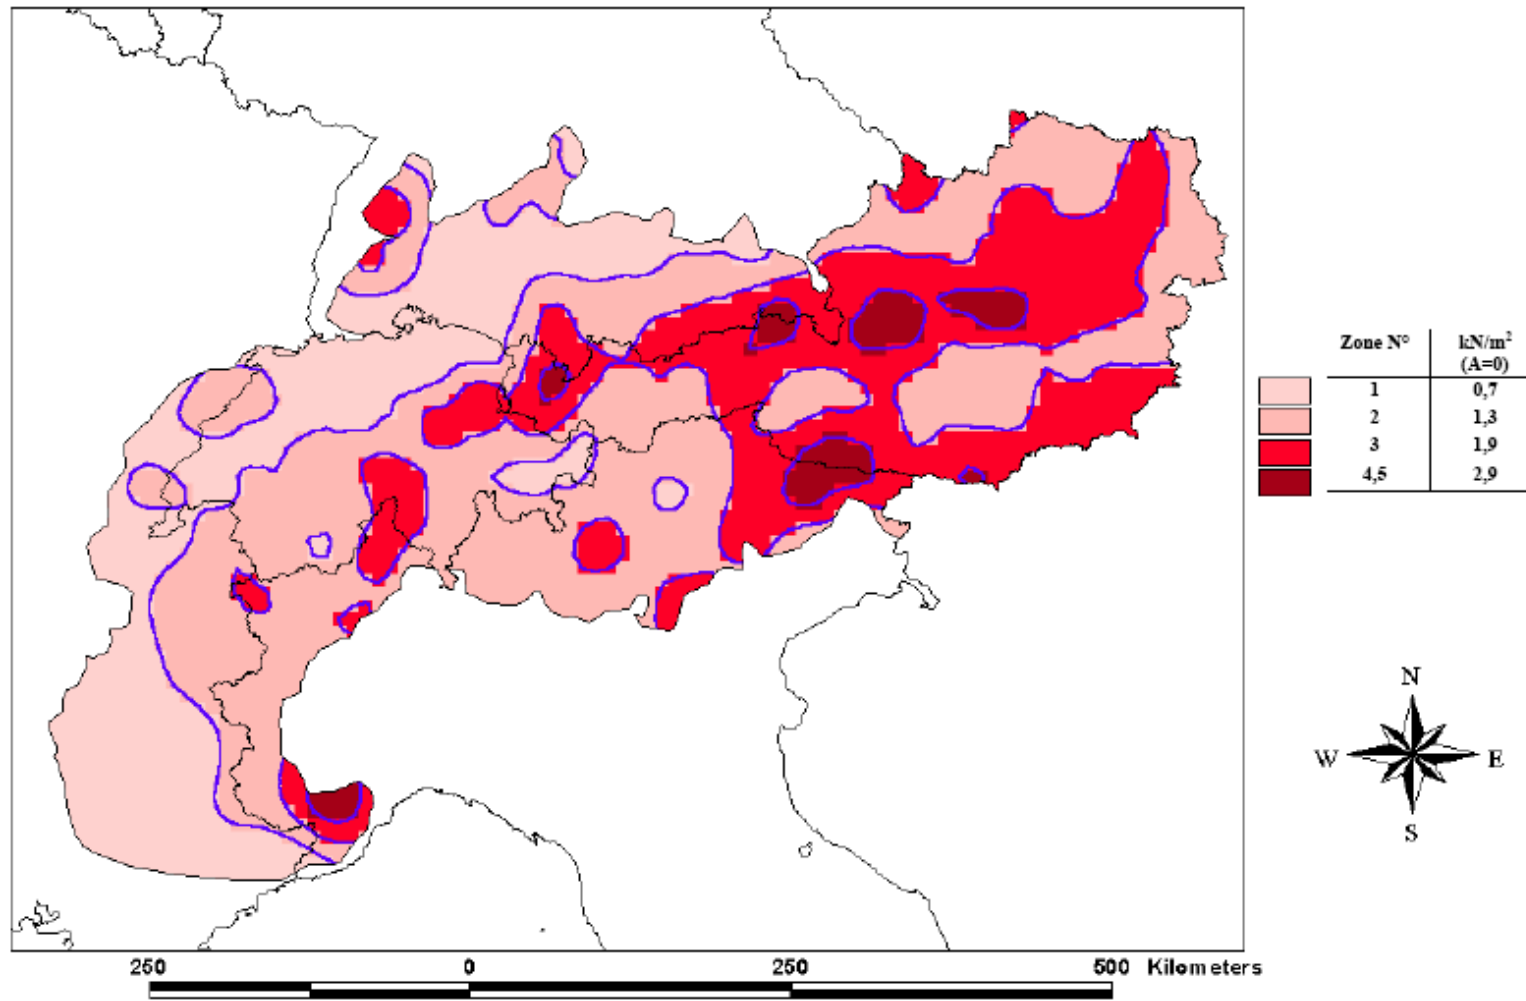 Zone N° kN/m²
(A=0)
1 0,7
2 1,3
3 1,9
4,5 2,9
N
W E
S
250 0 250 500 Kilometers